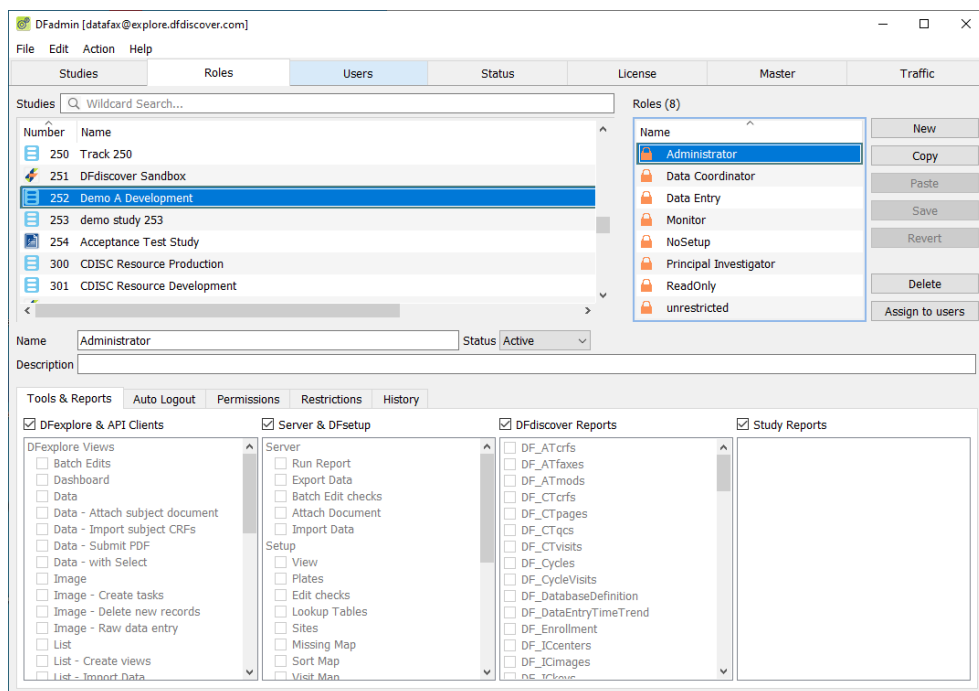 DFadmin [datafax@explore.dfdiscover.com]
File Edit Action Help
Studies Roles Users Status License Master Traffic
Studies Wildcard Search...
Number Name
250 Track 250
251 DFdiscover Sandbox
252 Demo A Development
253 demo study 253
254 Acceptance Test Study
300 CDISC Resource Production
301 CDISC Resource Development
Roles (8)
Name
Administrator
Data Coordinator
Data Entry
Monitor
NoSetup
Principal Investigator
ReadOnly
unrestricted
New
Copy
Paste
Save
Revert
Delete
Assign to users
Name Administrator Status Active
Description
Tools & Reports Auto Logout Permissions Restrictions History
DFexplore & API Clients
DFexplore Views
Batch Edits
Dashboard
Data
Data - Attach subject document
Data - Import subject CRFs
Data - Submit PDF
Data - with Select
Image
Image - Create tasks
Image - Delete new records
Image - Raw data entry
List
List - Create views
List - Import Data
Server & DFsetup
Server
Run Report
Export Data
Batch Edit checks
Attach Document
Import Data
Setup
View
Plates
Edit checks
Lookup Tables
Sites
Missing Map
Sort Map
Visit Map
DFdiscover Reports
DF_ATcrfs
DF_ATfaxes
DF_ATmods
DF_CTcrfs
DF_CTpages
DF_CTqcs
DF_CTvisits
DF_Cycles
DF_CycleVisits
DF_DatabaseDefinition
DF_DataEntryTimeTrend
DF_Enrollment
DF_ICcenters
DF_ICimages
DF_ICkeys
Study Reports